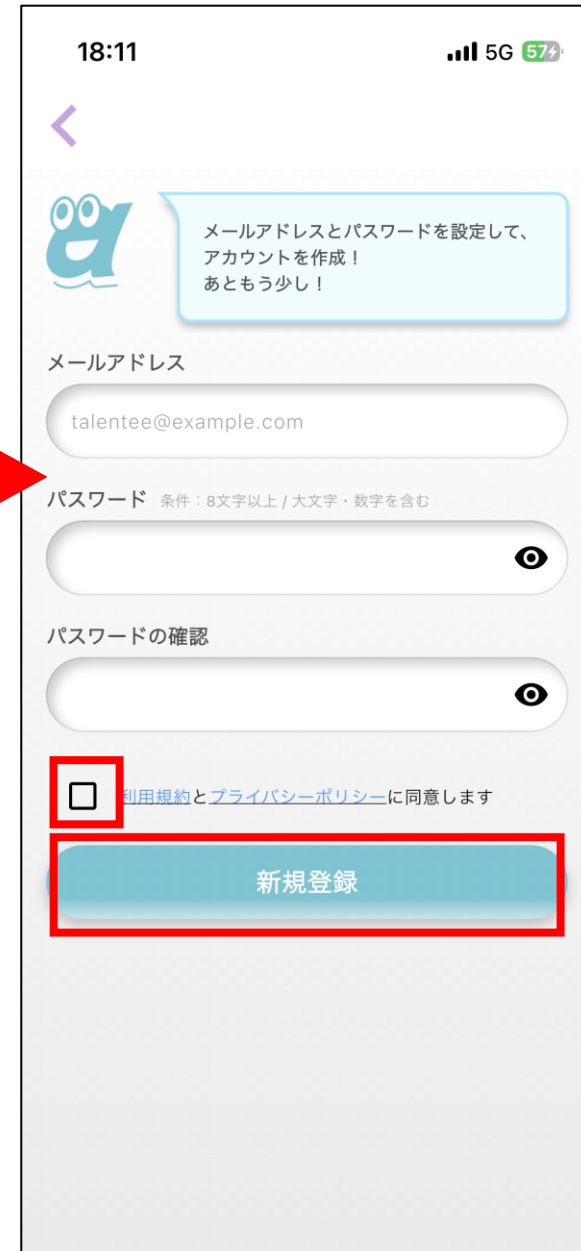 18:11
5G 57
メールアドレスとパスワードを設定して、
アカウントを作成！
あともう少し！
メールアドレス
talentee@example.com
パスワード 条件：8文字以上 / 大文字・数字を含む
パスワードの確認
利用規約とプライバシーポリシーに同意します
新規登録